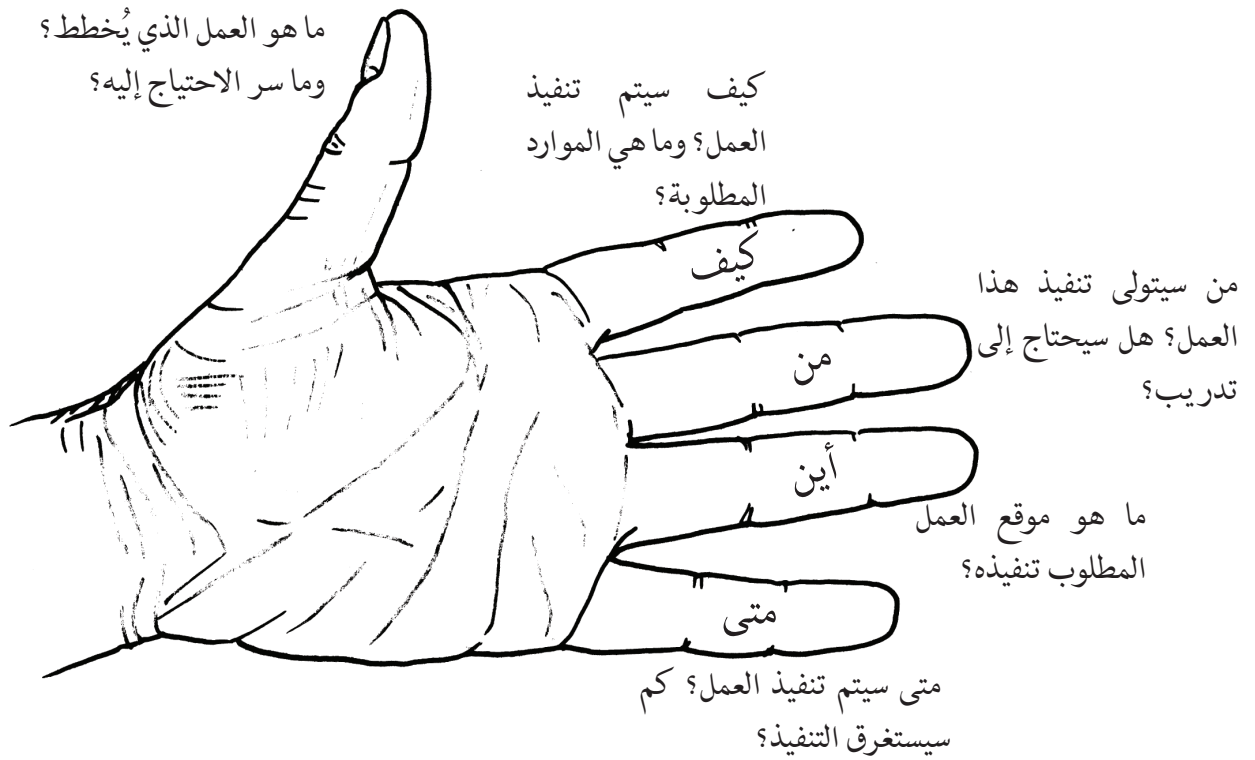 ما هو العمل الذي يُخطط؟
وما سر الاحتياج إليه؟
كيف سيتم تنفيذ
العمل؟ وما هي الموارد
المطلوبة؟
كيف
من سيتولى تنفيذ هذا
العمل؟ هل سيحتاج إلى
تدريب؟
من
أين
ما هو موقع العمل
المطلوب تنفيذه؟
متى
متى سيتم تنفيذ العمل؟ كم
سيستغرق التنفيذ؟